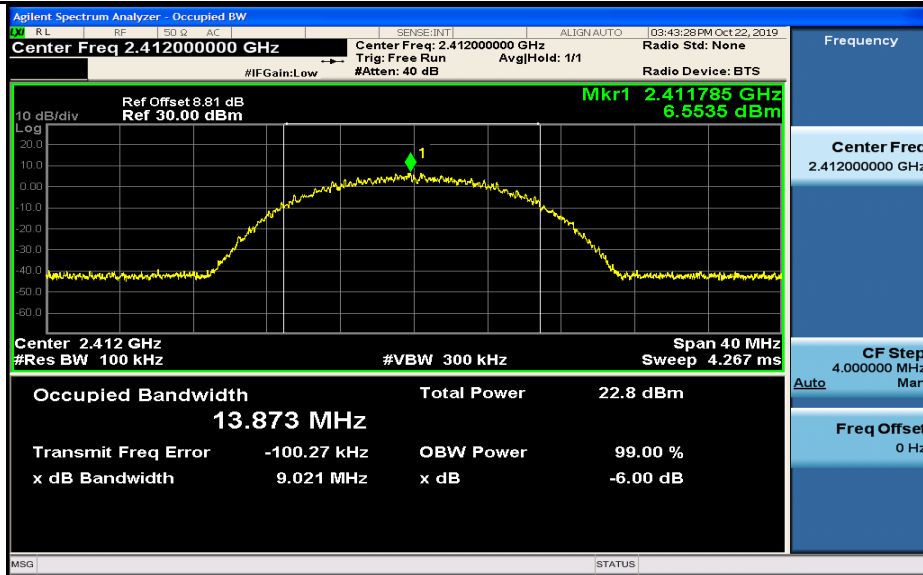 Agilent Spectrum Analyzer - Occupied BW
LXI RL RF 50 Ω AC SENSE:INT ALIGN AUTO 03:43:28 PM Oct 22, 2019
Center Freq 2.412000000 GHz Center Freq: 2.412000000 GHz Radio Std: None
Trig: Free Run Avg|Hold: 1/1
#IFGain:Low #Atten: 40 dB Radio Device: BTS
Frequency
Mkr1 2.411785 GHz
6.5535 dBm
Ref Offset 8.81 dB
10 dB/div Ref 30.00 dBm
Log
20.0
10.0
0.00
-10.0
-20.0
-30.0
-40.0
-50.0
-60.0
1
Center 2.412 GHz Span 40 MHz
#Res BW 100 kHz #VBW 300 kHz Sweep 4.267 ms
Occupied Bandwidth Total Power 22.8 dBm
13.873 MHz
Transmit Freq Error -100.27 kHz OBW Power 99.00 %
x dB Bandwidth 9.021 MHz x dB -6.00 dB
Center Freq
2.412000000 GHz
CF Step
4.000000 MHz
Auto Man
Freq Offset
0 Hz
MSG STATUS